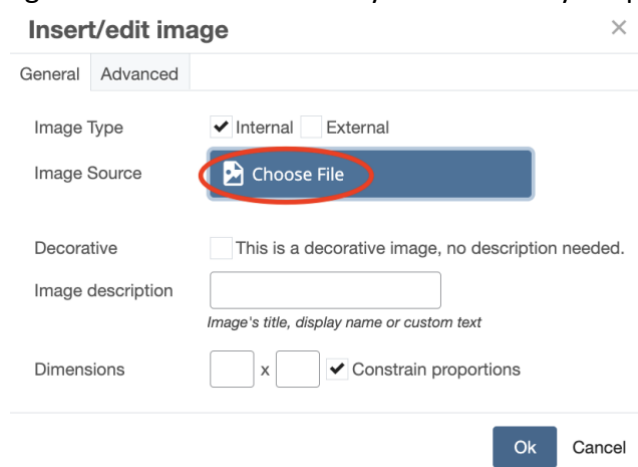 Insert/edit image
General Advanced
Image Type Internal External
Image Source Choose File
Decorative This is a decorative image, no description needed.
Image description
Image's title, display name or custom text
Dimensions x Constrain proportions
Ok Cancel